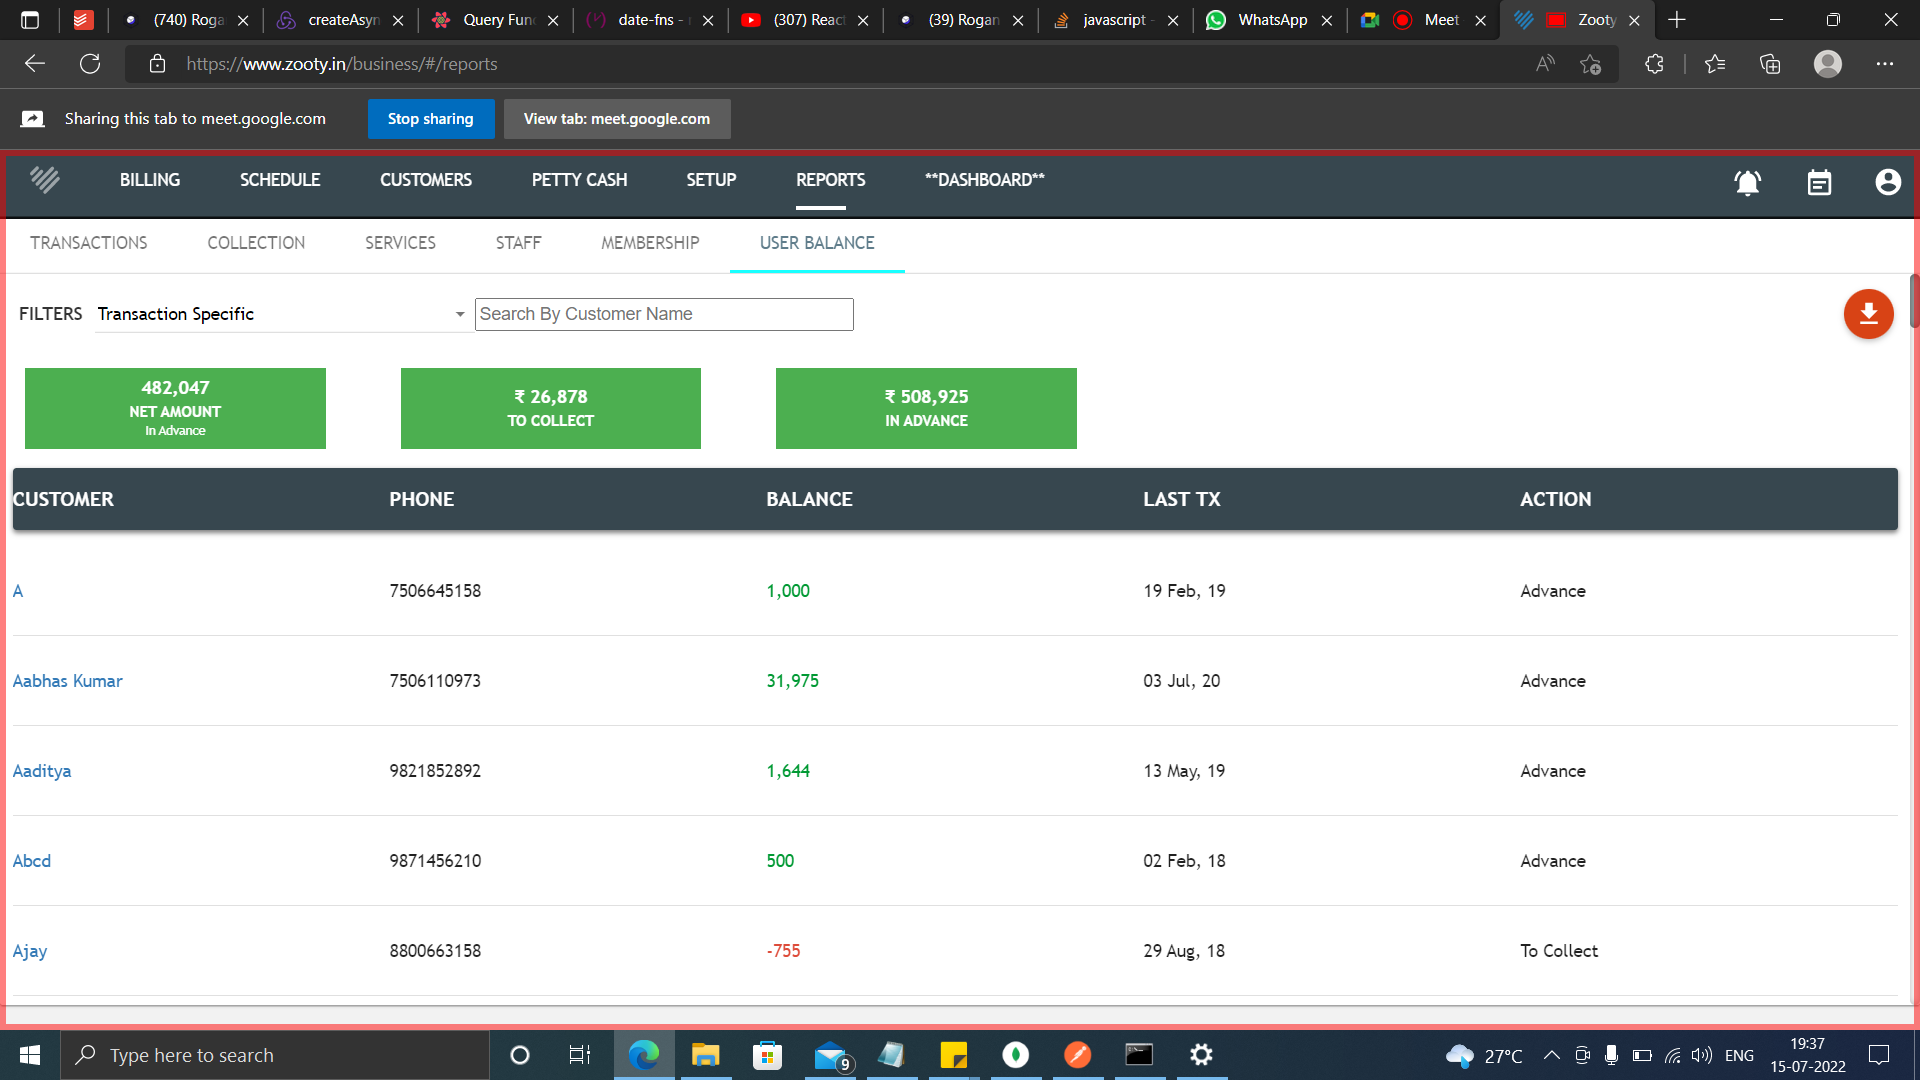 (740) Roga
createAsyn
Query Fun
date-fns -
(307) React
(39) Rogan
javascript -
WhatsApp
Meet
Zooty
https://www.zooty.in/business/#/reports
Sharing this tab to meet.google.com
Stop sharing
View tab: meet.google.com
BILLING
SCHEDULE
CUSTOMERS
PETTY CASH
SETUP
REPORTS
**DASHBOARD**
TRANSACTIONS
COLLECTION
SERVICES
STAFF
MEMBERSHIP
USER BALANCE
FILTERS
Transaction Specific
Search By Customer Name
482,047
NET AMOUNT
In Advance
₹ 26,878
TO COLLECT
₹ 508,925
IN ADVANCE
CUSTOMER PHONE BALANCE LAST TX ACTION
A 7506645158 1,000 19 Feb, 19 Advance
Aabhas Kumar 7506110973 31,975 03 Jul, 20 Advance
Aaditya 9821852892 1,644 13 May, 19 Advance
Abcd 9871456210 500 02 Feb, 18 Advance
Ajay 8800663158 -755 29 Aug, 18 To Collect
Type here to search
9
27°C
ENG
19:37
15-07-2022